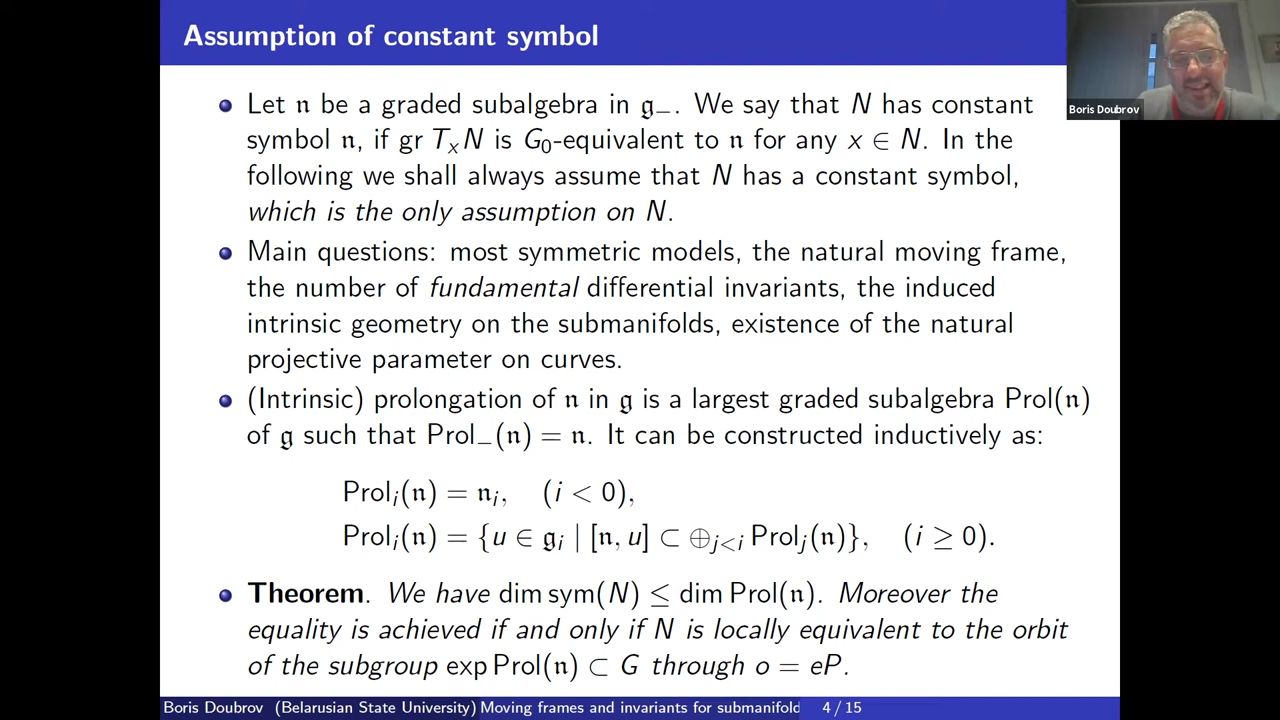 Assumption of constant symbol
Let 𝔫 be a graded subalgebra in 𝔤₋. We say that N has constant
symbol 𝔫, if gr TₓN is G₀-equivalent to 𝔫 for any x ∈ N. In the
following we shall always assume that N has a constant symbol,
which is the only assumption on N.
Main questions: most symmetric models, the natural moving frame,
the number of fundamental differential invariants, the induced
intrinsic geometry on the submanifolds, existence of the natural
projective parameter on curves.
(Intrinsic) prolongation of 𝔫 in 𝔤 is a largest graded subalgebra Prol(𝔫)
of 𝔤 such that Prol₋(𝔫) = 𝔫. It can be constructed inductively as:
Prolᵢ(𝔫) = 𝔫ᵢ, (i < 0),
Prolᵢ(𝔫) = {u ∈ 𝔤ᵢ | [𝔫, u] ⊂ ⊕_{j<i} Prolⱼ(𝔫)}, (i ≥ 0).
Theorem. We have dim sym(N) ≤ dim Prol(𝔫). Moreover the
equality is achieved if and only if N is locally equivalent to the orbit
of the subgroup exp Prol(𝔫) ⊂ G through o = eP.
Boris Doubrov (Belarusian State University) Moving frames and invariants for submanifold 4 / 15
Boris Doubrov